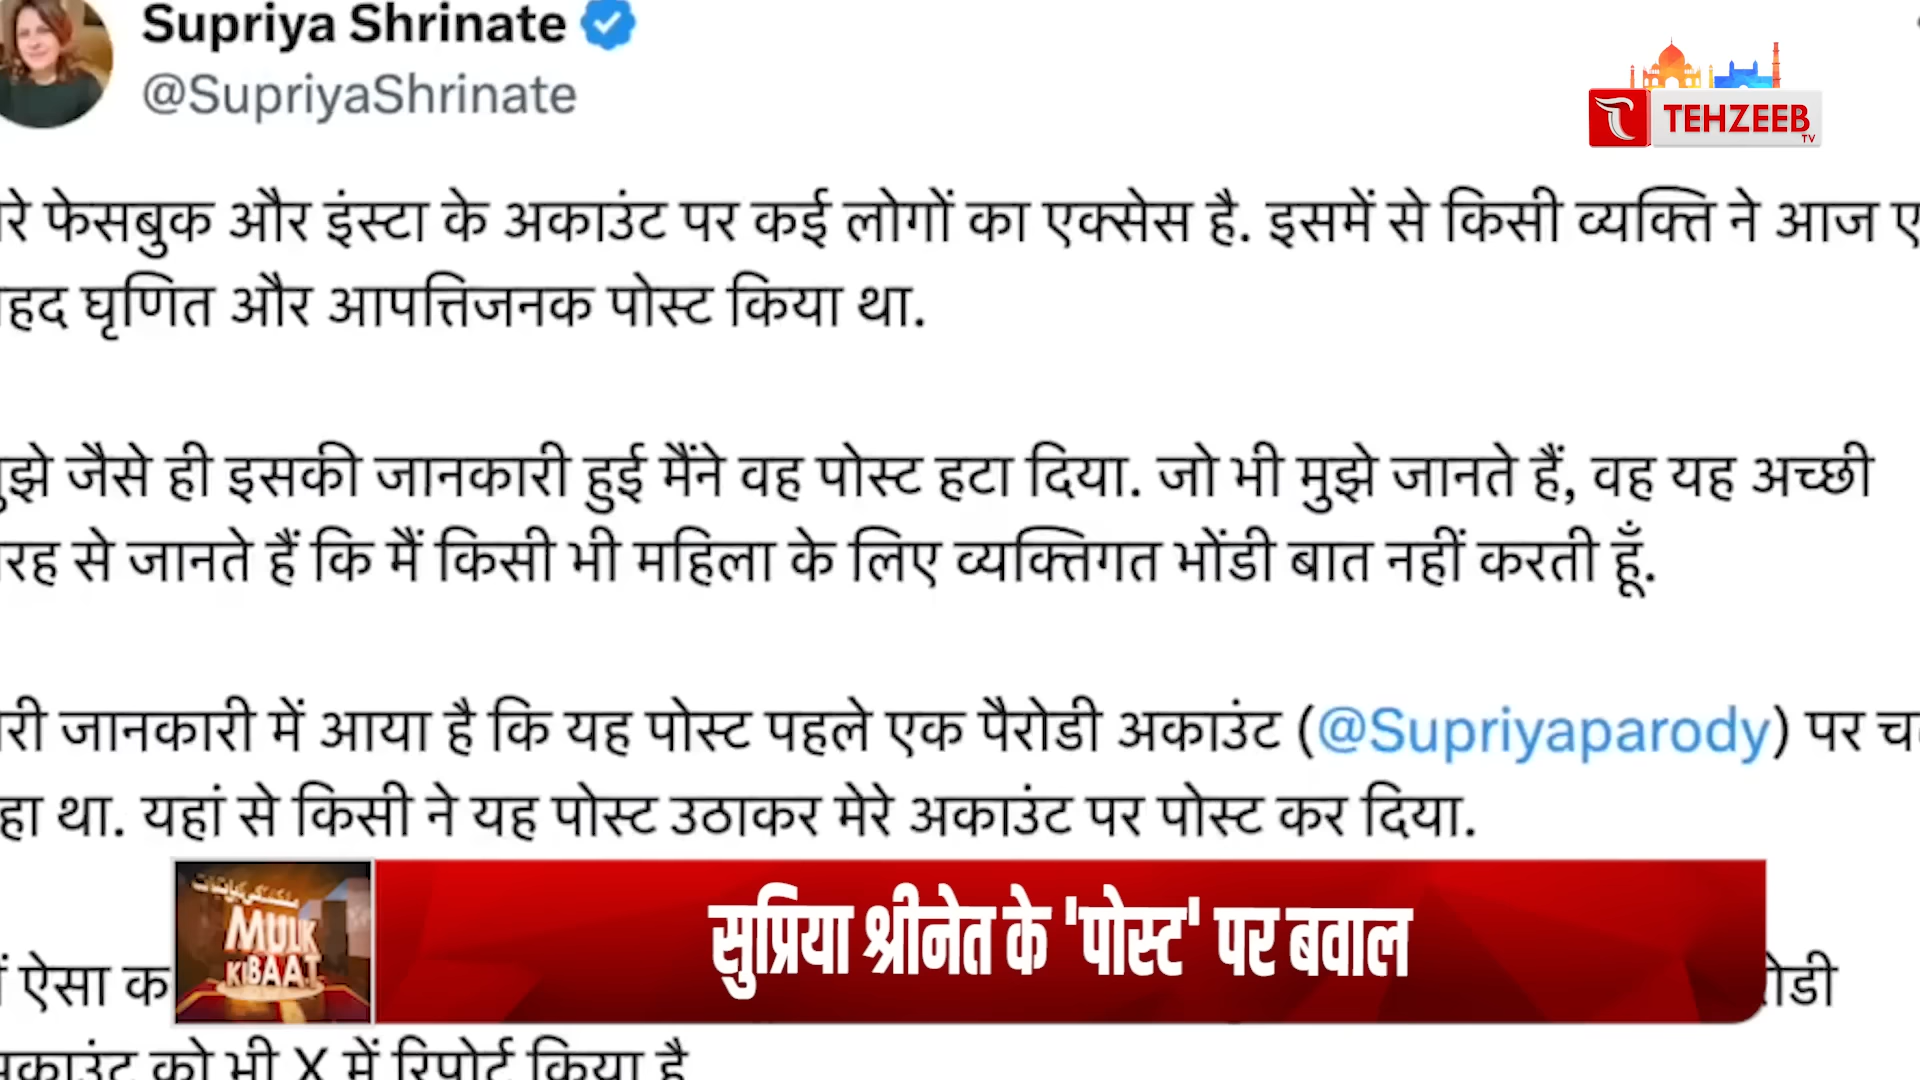 Supriya Shrinate
@SupriyaShrinate
TEHZEEB
TV
रे फेसबुक और इंस्टा के अकाउंट पर कई लोगों का एक्सेस है. इसमें से किसी व्यक्ति ने आज ए
हद घृणित और आपत्तिजनक पोस्ट किया था.
झे जैसे ही इसकी जानकारी हुई मैंने वह पोस्ट हटा दिया. जो भी मुझे जानते हैं, वह यह अच्छी
रह से जानते हैं कि मैं किसी भी महिला के लिए व्यक्तिगत भोंडी बात नहीं करती हूँ.
री जानकारी में आया है कि यह पोस्ट पहले एक पैरोडी अकाउंट (@Supriyaparody) पर च
हा था. यहां से किसी ने यह पोस्ट उठाकर मेरे अकाउंट पर पोस्ट कर दिया.
ऐसा क
रोडी
MULK
KI BAAT
सुप्रिया श्रीनेत के 'पोस्ट' पर बवाल
अकाउंट को भी X में रिपोर्ट किया है